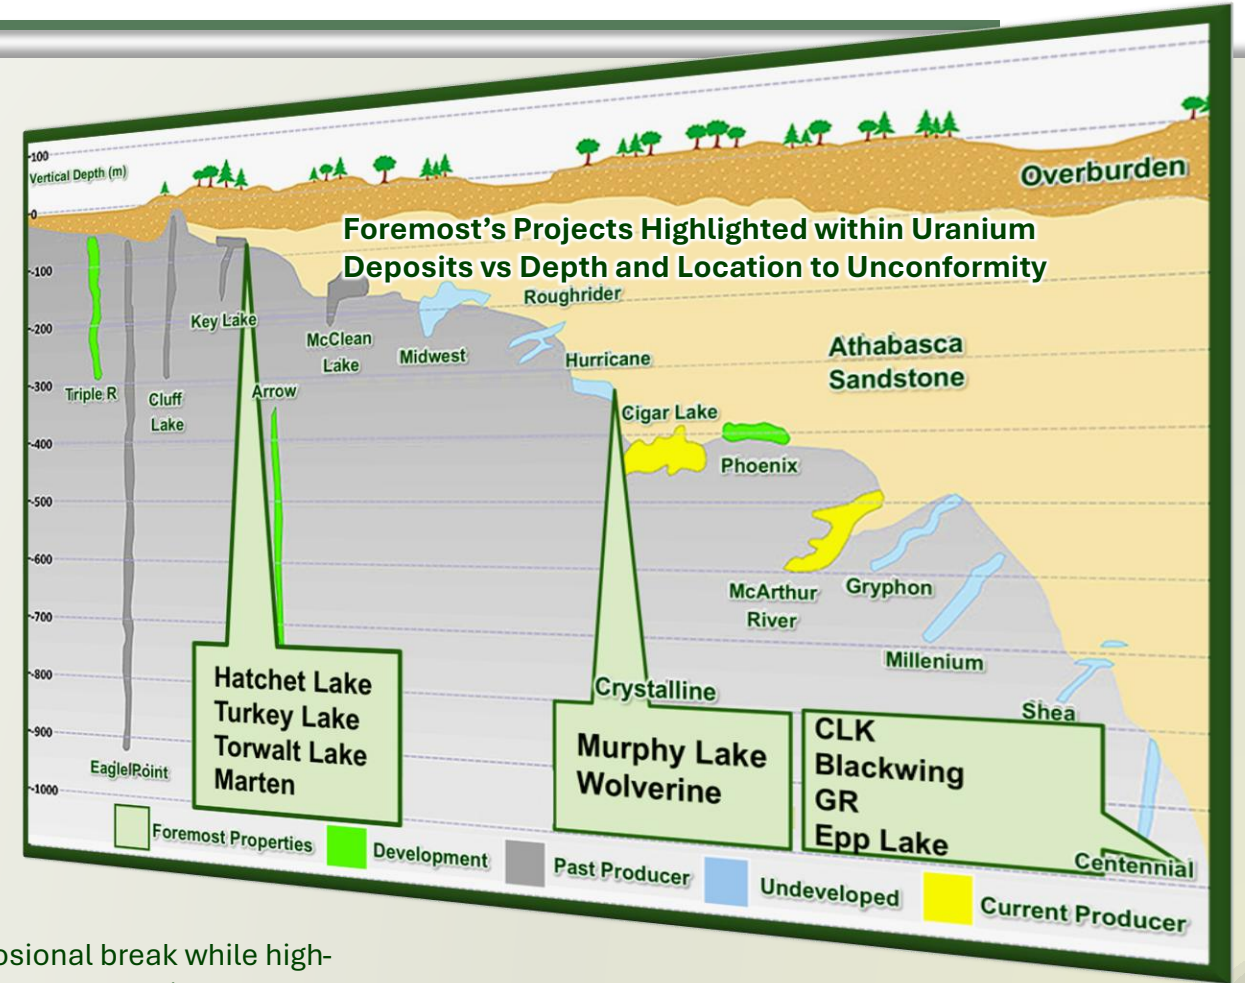 100
Vertical Depth (m)
0
-100
-200
-300
-400
-500
-600
-700
-800
-900
-1000
Overburden
Foremost's Projects Highlighted within Uranium
Deposits vs Depth and Location to Unconformity
Roughrider
Key Lake
McClean
Lake
Midwest
Athabasca
Sandstone
Hurricane
Triple R
Cluff
Lake
Arrow
Cigar Lake
Phoenix
McArthur
River
Gryphon
Millenium
Shea
Crystalline
EaglelPoint
Hatchet Lake
Turkey Lake
Torwalt Lake
Marten
Murphy Lake
Wolverine
CLK
Blackwing
GR
Epp Lake
Centennial
Foremost Properties
Development
Past Producer
Undeveloped
Current Producer
osional break while high-